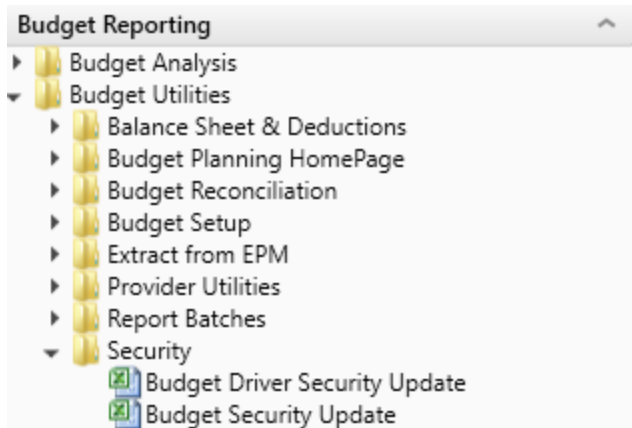 Budget Reporting
Budget Analysis
Budget Utilities
Balance Sheet & Deductions
Budget Planning HomePage
Budget Reconciliation
Budget Setup
Extract from EPM
Provider Utilities
Report Batches
Security
Budget Driver Security Update
Budget Security Update